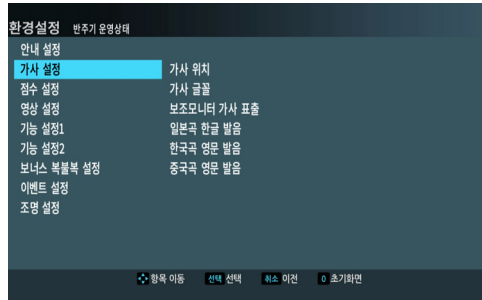 환경설정 반주기 운영상태
안내 설정
가사 설정 가사 위치
점수 설정 가사 글꼴
영상 설정 보조모니터 가사 표출
기능 설정1 일본곡 한글 발음
기능 설정2 한국곡 영문 발음
보너스 복불복 설정 중국곡 영문 발음
이벤트 설정
조명 설정
항목 이동 선택 선택 취소 이전 0 초기화면